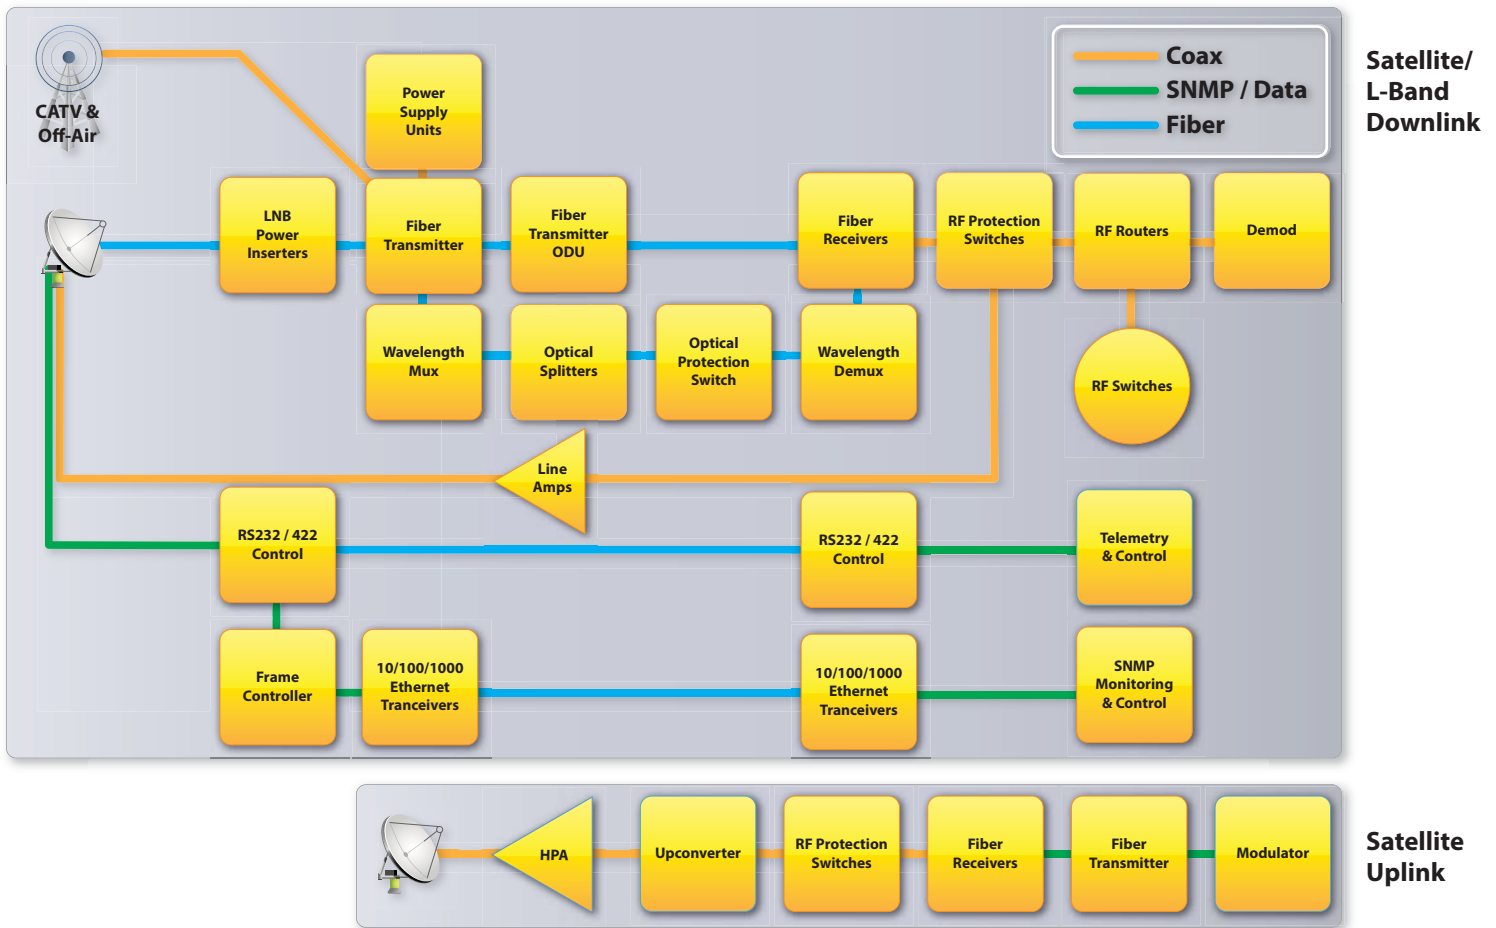 CATV &
Off-Air
Power
Supply
Units
Coax
SNMP / Data
Fiber
Satellite/
L-Band
Downlink
LNB
Power
Inserters
Fiber
Transmitter
Fiber
Transmitter
ODU
Fiber
Receivers
RF Protection
Switches
RF Routers
Demod
Wavelength
Mux
Optical
Splitters
Optical
Protection
Switch
Wavelength
Demux
RF Switches
Line
Amps
RS232 / 422
Control
RS232 / 422
Control
Telemetry
& Control
Frame
Controller
10/100/1000
Ethernet
Tranceivers
10/100/1000
Ethernet
Tranceivers
SNMP
Monitoring
& Control
HPA
Upconverter
RF Protection
Switches
Fiber
Receivers
Fiber
Transmitter
Modulator
Satellite
Uplink